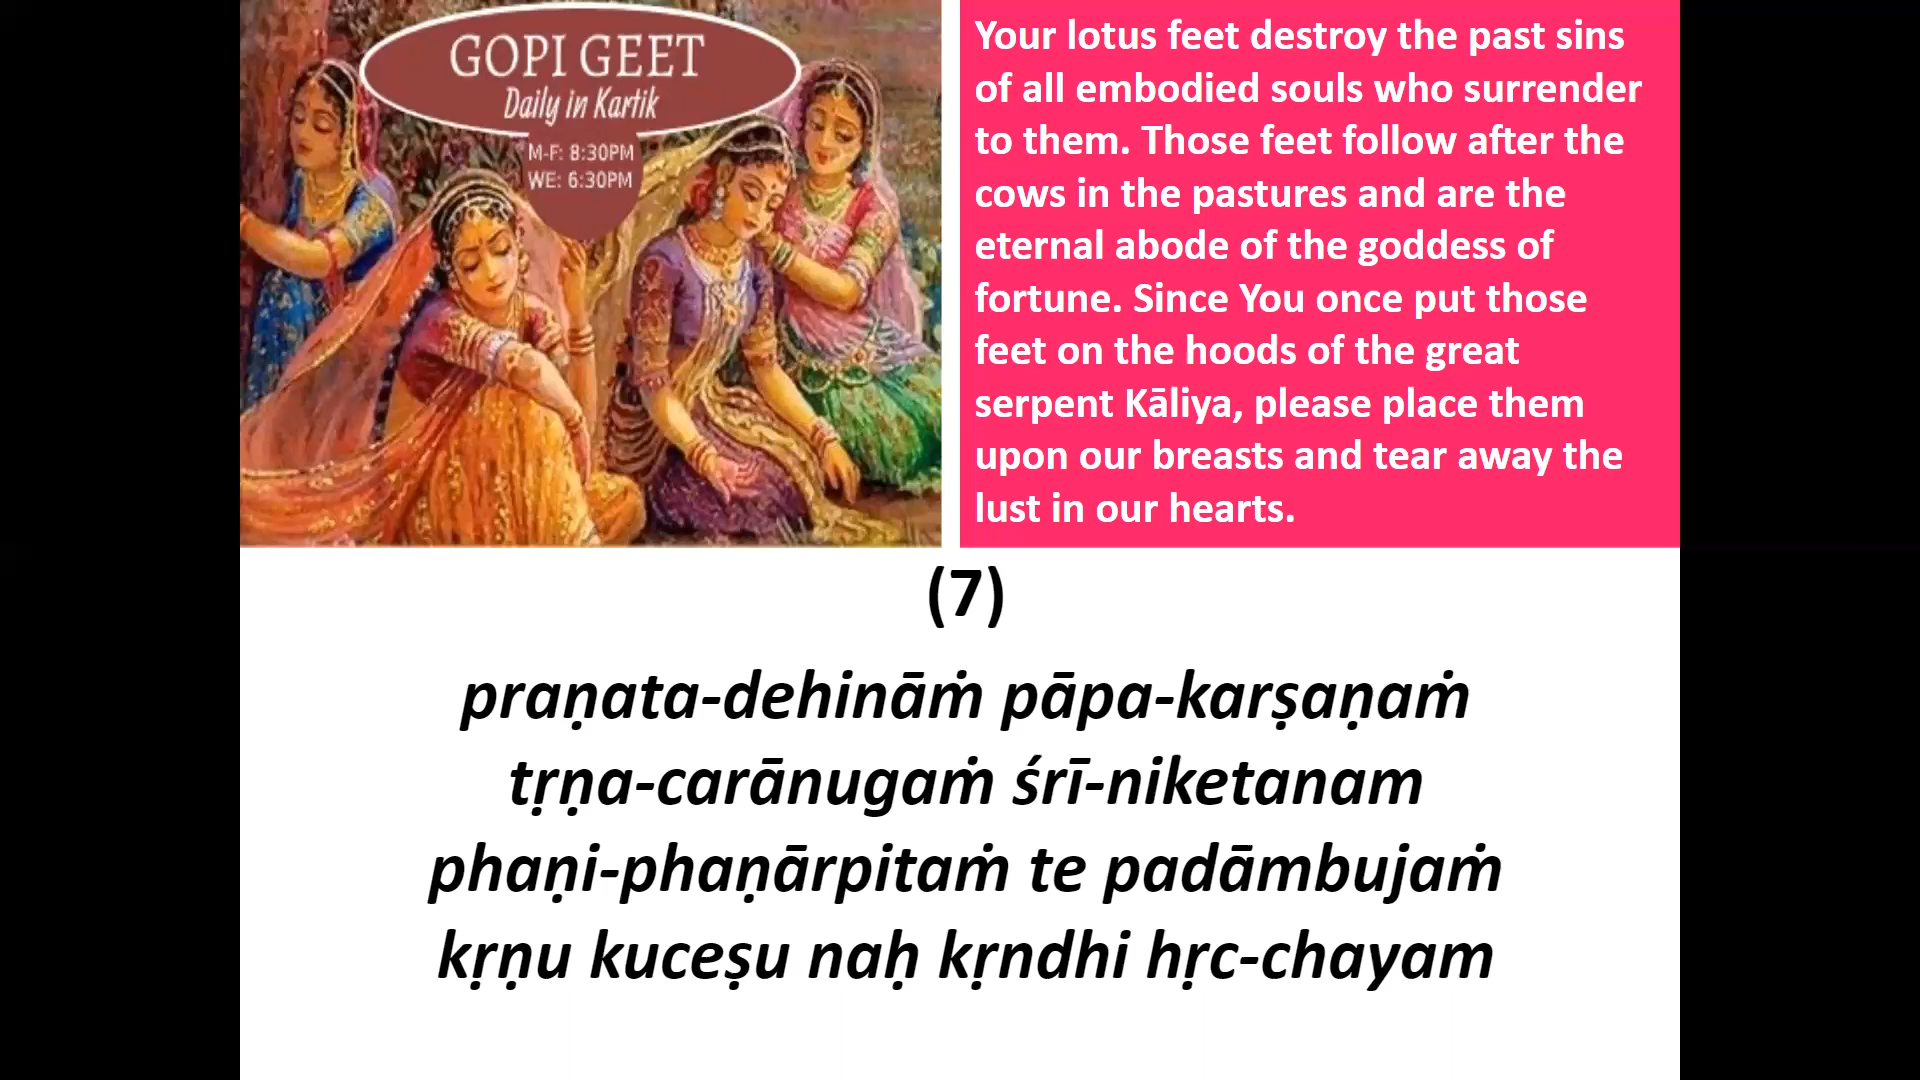 GOPI GEET
Daily in Kartik
M-F: 8:30PM
WE: 6:30PM
Your lotus feet destroy the past sins
of all embodied souls who surrender
to them. Those feet follow after the
cows in the pastures and are the
eternal abode of the goddess of
fortune. Since You once put those
feet on the hoods of the great
serpent Kāliya, please place them
upon our breasts and tear away the
lust in our hearts.
(7)
praṇata-dehināṁ pāpa-karṣaṇaṁ
tṛṇa-carānugaṁ śrī-niketanam
phaṇi-phaṇārpitaṁ te padāmbujaṁ
kṛṇu kuceṣu naḥ kṛndhi hṛc-chayam